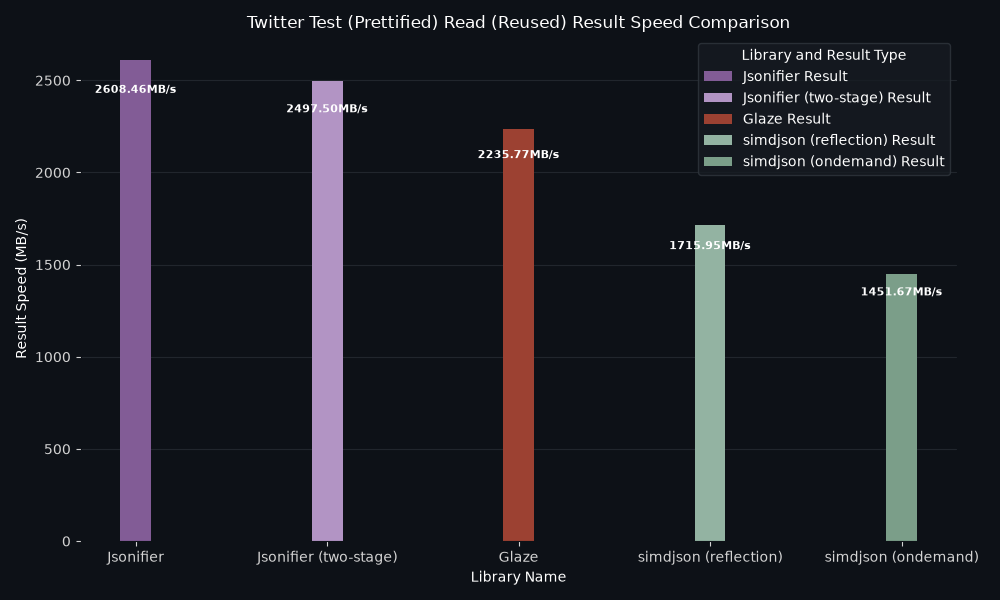 Twitter Test (Prettified) Read (Reused) Result Speed Comparison
Library and Result Type
Jsonifier Result
Jsonifier (two-stage) Result
Glaze Result
simdjson (reflection) Result
simdjson (ondemand) Result
Result Speed (MB/s)
2500
2000
1500
1000
500
0
2608.46MB/s
2497.50MB/s
2235.77MB/s
1715.95MB/s
1451.67MB/s
Jsonifier
Jsonifier (two-stage)
Glaze
simdjson (reflection)
simdjson (ondemand)
Library Name